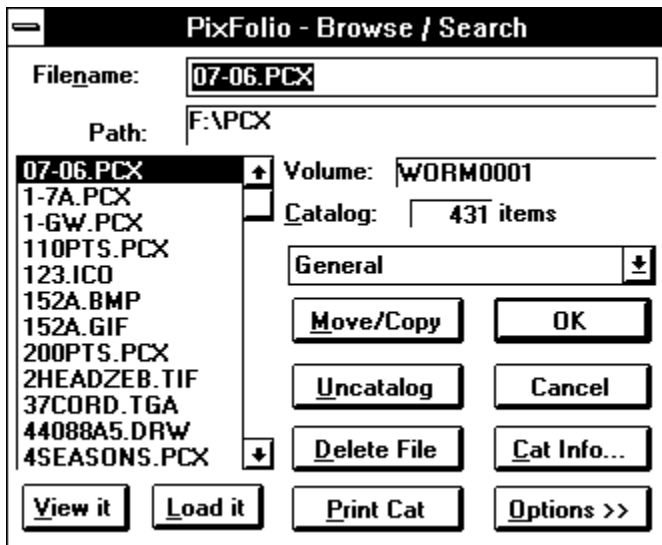 PixFolio - Browse / Search
Filename: 07-06.PCX
Path: F:\PCX
07-06.PCX
1-7A.PCX
1-GW.PCX
110PTS.PCX
123.ICO
152A.BMP
152A.GIF
200PTS.PCX
2HEADZEB.TIF
37CORD.TGA
44088A5.DRW
4SEASONS.PCX
Volume: WORM0001
Catalog: 431 items
General
Move/Copy OK
Uncatalog Cancel
Delete File Cat Info...
View it Load it Print Cat Options >>